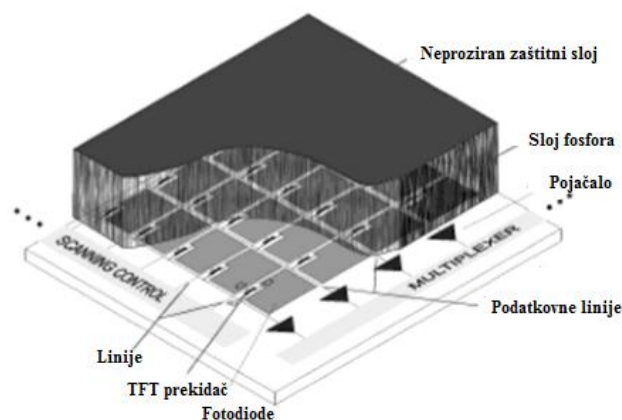 Neproziran zaštitni sloj
Sloj fosfora
Pojačalo
SCANNING CONTROL
MULTIPLEXER
Podatkovne linije
Linije
TFT prekidač
Fotodiode